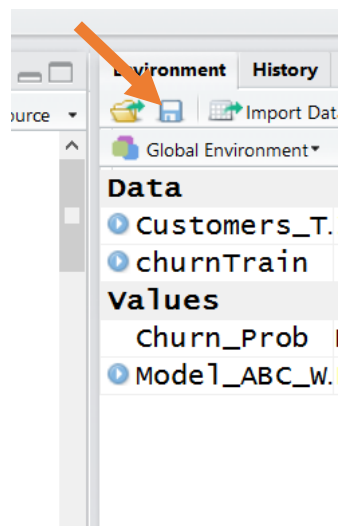 Environment History
ource
Import Dat
Global Environment
Data
Customers_T.
churnTrain
Values
Churn_Prob
Model_ABC_W.